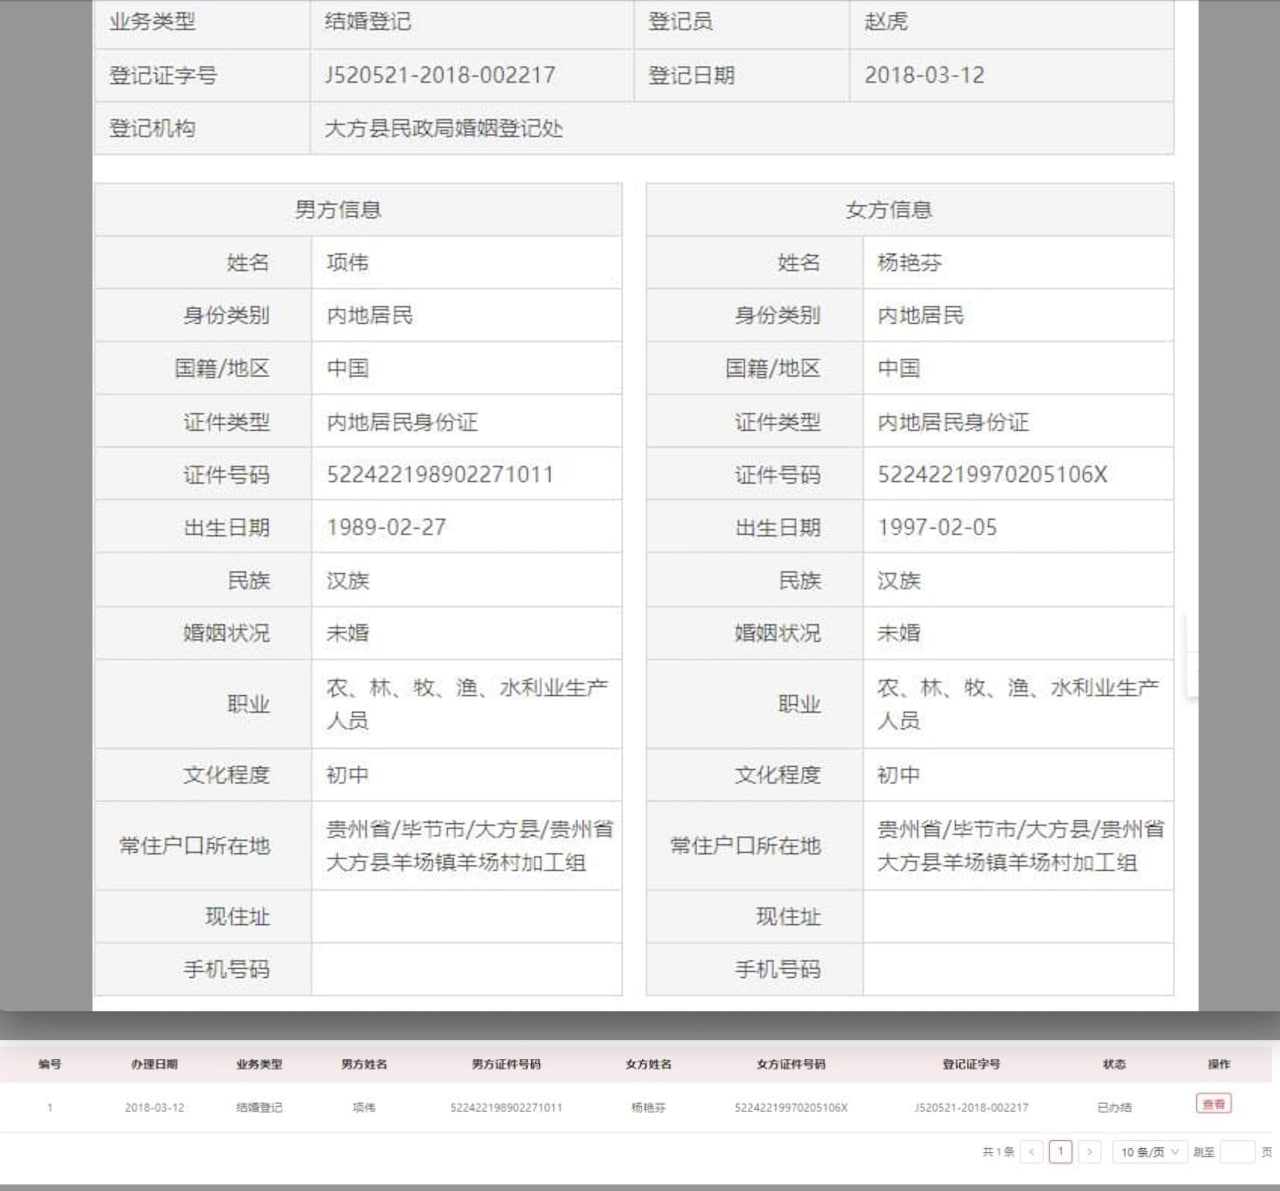 业务类型 结婚登记 登记员 赵虎
登记证字号 J520521-2018-002217 登记日期 2018-03-12
登记机构 大方县民政局婚姻登记处
男方信息
姓名 项伟
身份类别 内地居民
国籍/地区 中国
证件类型 内地居民身份证
证件号码 522422198902271011
出生日期 1989-02-27
民族 汉族
婚姻状况 未婚
职业 农、林、牧、渔、水利业生产
人员
文化程度 初中
常住户口所在地 贵州省/毕节市/大方县/贵州省
大方县羊场镇羊场村加工组
现住址
手机号码
女方信息
姓名 杨艳芬
身份类别 内地居民
国籍/地区 中国
证件类型 内地居民身份证
证件号码 52242219970205106X
出生日期 1997-02-05
民族 汉族
婚姻状况 未婚
职业 农、林、牧、渔、水利业生产
人员
文化程度 初中
常住户口所在地 贵州省/毕节市/大方县/贵州省
大方县羊场镇羊场村加工组
现住址
手机号码
编号 办理日期 业务类型 男方姓名 男方证件号码 女方姓名 女方证件号码 登记证字号 状态 操作
1 2018-03-12 结婚登记 项伟 522422198902271011 杨艳芬 52242219970205106X J520521-2018-002217 已办结 查看
共 1 条 < 1 > 10 条/页 跳至 页